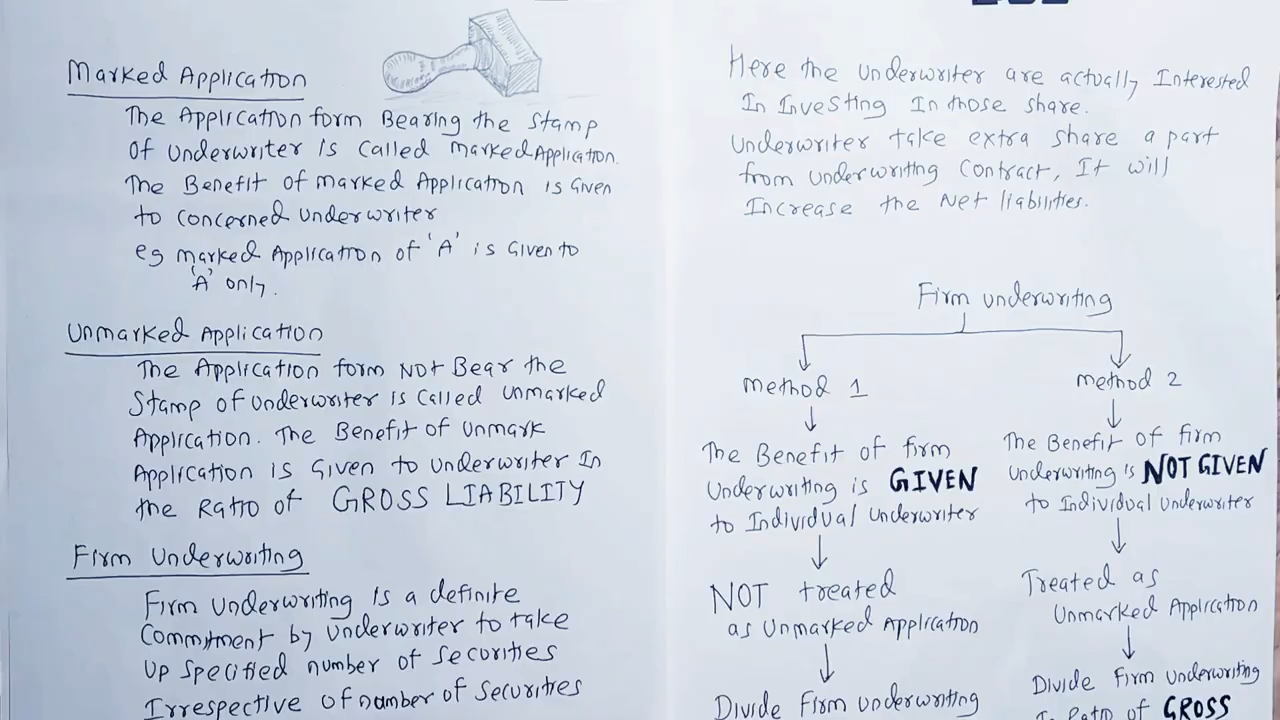 Marked Application
The Application form Bearing the Stamp
Of Underwriter is Called Marked Application.
The Benefit of marked Application is Given
to Concerned Underwriter
eg marked Application of 'A' is Given to
'A' only.
Unmarked Application
The Application form NOT Bear the
Stamp of Underwriter is Called Unmarked
Application. The Benefit of Unmark
Application is Given to Underwriter In
the Ratio of GROSS LIABILITY
Firm Underwriting
Firm Underwriting is a definite
Commitment by Underwriter to take
Up Specified number of Securities
Irrespective of number of Securities
Here the Underwriter are actually Interested
In Investing In those share.
Underwriter take extra share a part
from Underwriting Contract, It will
Increase the Net liabilities.
Firm Underwriting
Method 1
The Benefit of firm
Underwriting is GIVEN
to Individual Underwriter
NOT treated
as Unmarked Application
Divide Firm Underwriting
Method 2
The Benefit of firm
Underwriting is NOT GIVEN
to Individual Underwriter
Treated as
Unmarked Application
Divide Firm Underwriting
In Ratio of GROSS